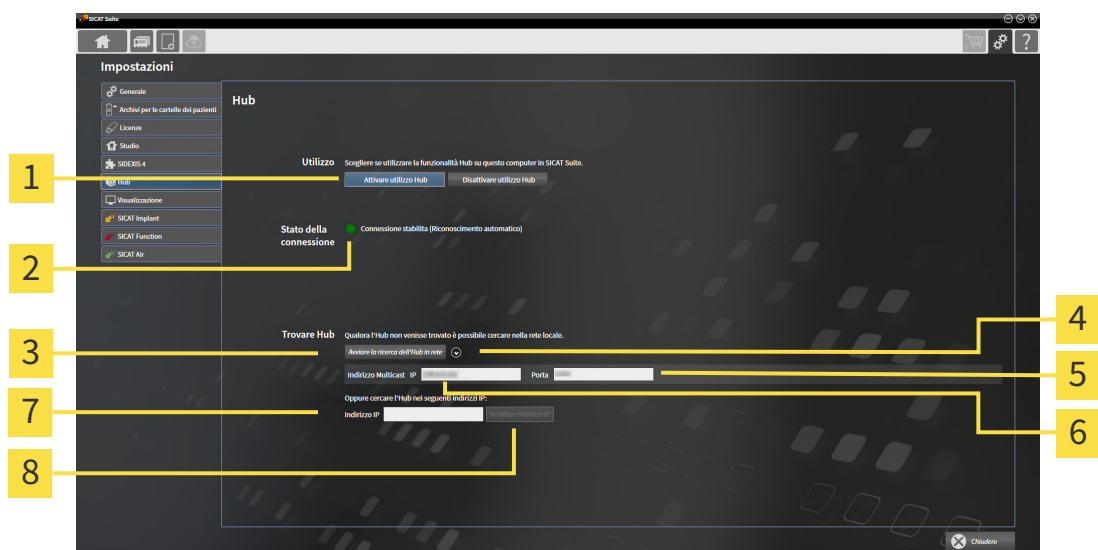 SICAT Suite
?
Impostazioni
Generale
Archivi per le cartelle dei pazienti
Licenze
Studio
SIDEXIS 4
Hub
Visualizzazione
SICAT Implant
SICAT Function
SICAT Air
Hub
Utilizzo Scegliere se utilizzare la funzionalità Hub su questo computer in SICAT Suite.
Attivare utilizzo Hub Disattivare utilizzo Hub
Stato della connessione
Connessione stabilita (Riconoscimento automatico)
Trovare Hub Qualora l'Hub non venisse trovato è possibile cercare nella rete locale.
Avviare la ricerca dell'Hub in rete
Indirizzo Multicast IP Porta
Oppure cercare l'Hub nei seguenti indirizzi IP:
Indirizzo IP Verificare indirizzo IP
Chiudere
1
2
3
4
5
6
7
8